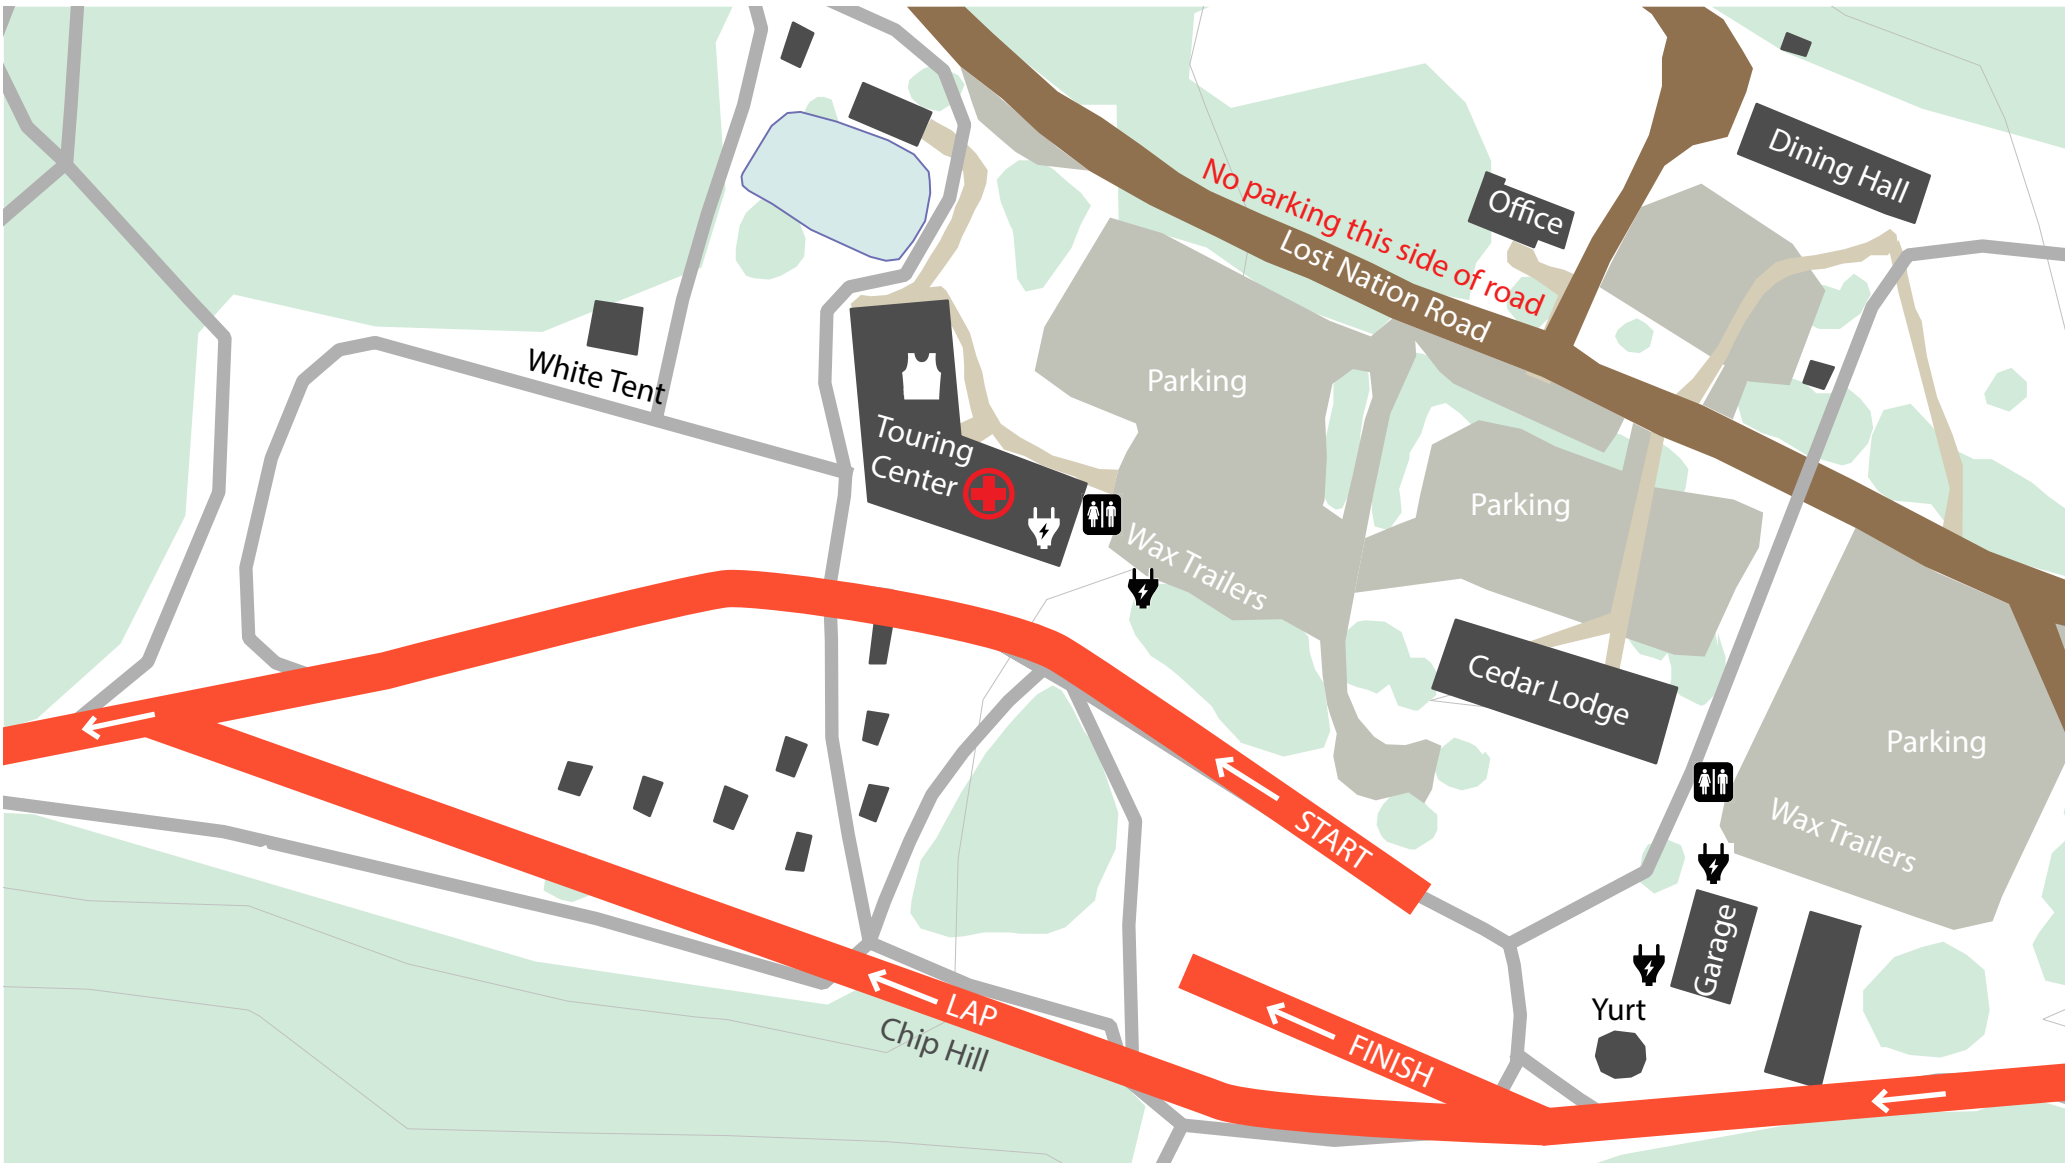 Dining Hall
No parking this side of road
Office
Lost Nation Road
White Tent
Parking
Touring
Center
Parking
Wax Trailers
Cedar Lodge
Parking
Wax Trailers
START
Garage
LAP
Yurt
Chip Hill
FINISH